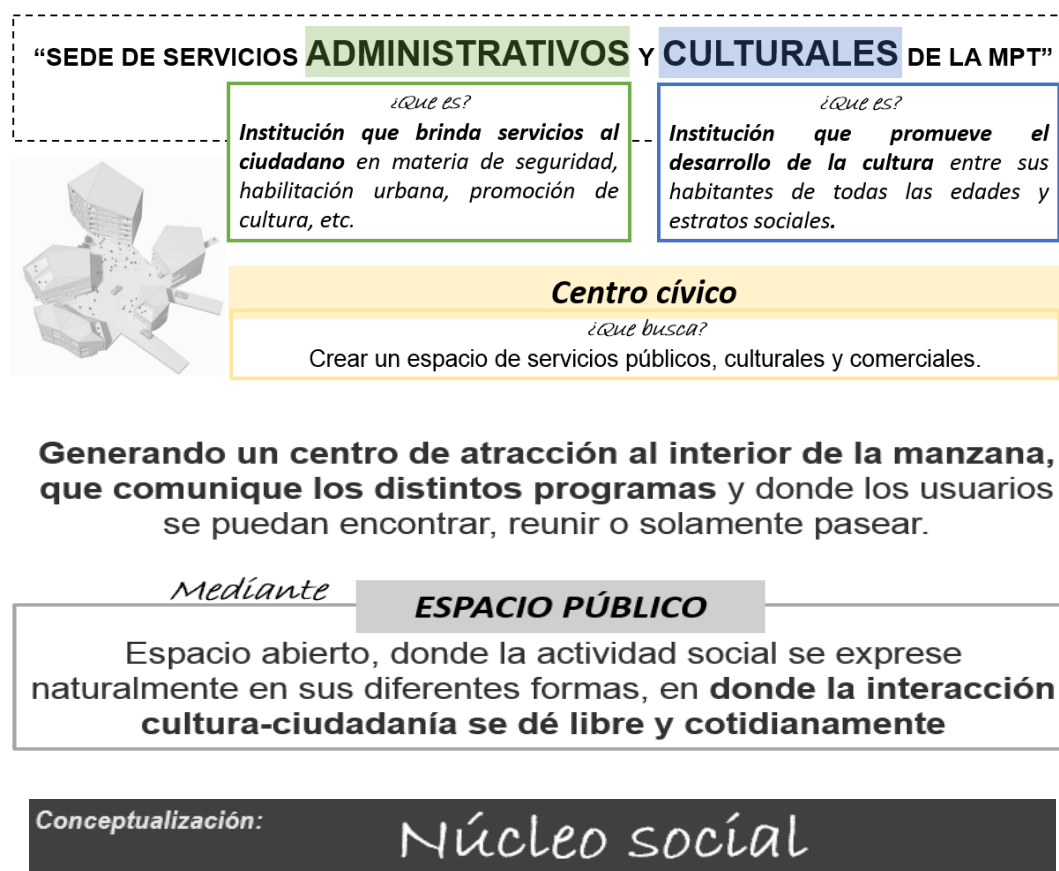 “SEDE DE SERVICIOS ADMINISTRATIVOS Y CULTURALES DE LA MPT”
¿Que es?
Institución que brinda servicios al
ciudadano en materia de seguridad,
habilitación urbana, promoción de
cultura, etc.
¿Que es?
Institución que promueve el
desarrollo de la cultura entre sus
habitantes de todas las edades y
estratos sociales.
Centro cívico
¿Que busca?
Crear un espacio de servicios públicos, culturales y comerciales.
Generando un centro de atracción al interior de la manzana,
que comunique los distintos programas y donde los usuarios
se puedan encontrar, reunir o solamente pasear.
Mediante
ESPACIO PÚBLICO
Espacio abierto, donde la actividad social se exprese
naturalmente en sus diferentes formas, en donde la interacción
cultura-ciudadanía se dé libre y cotidianamente
Conceptualización:
Núcleo social